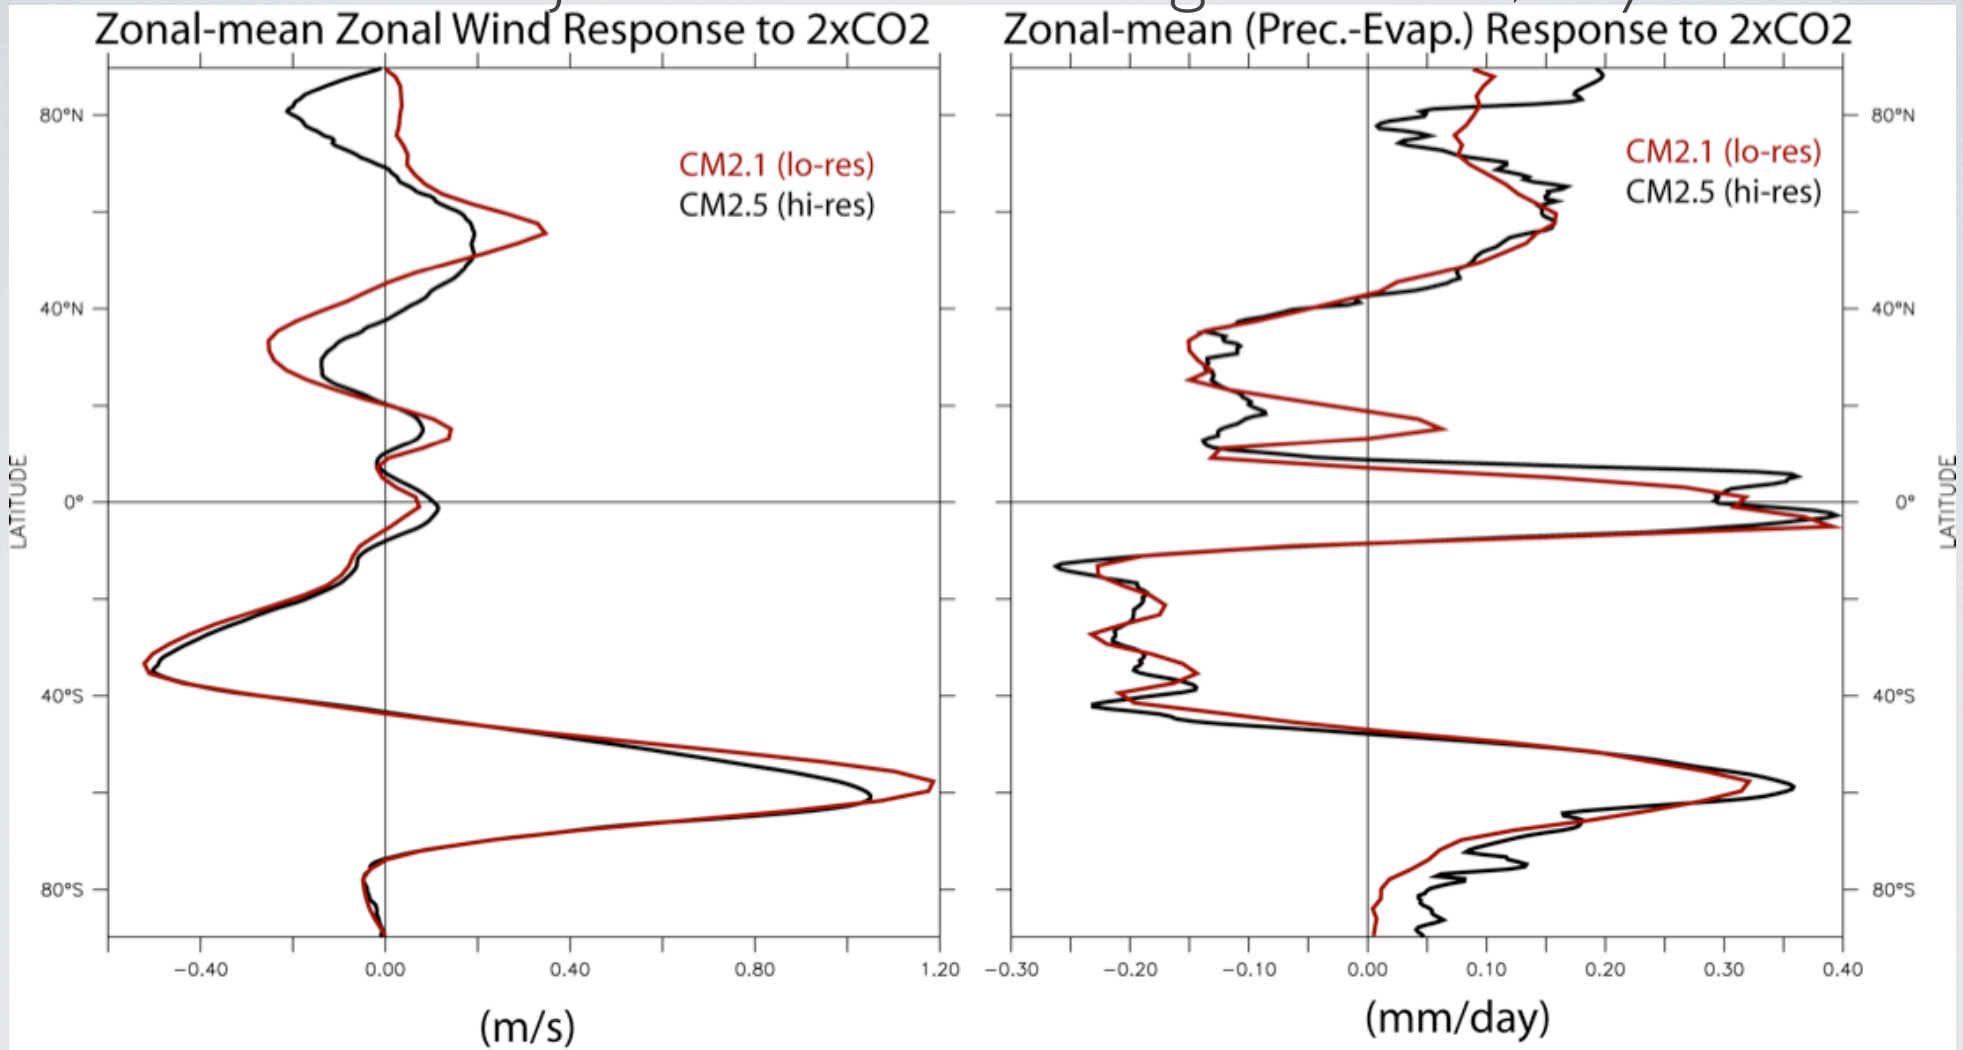 Zonal-mean Zonal Wind Response to 2xCO2
80°N
40°N
0°
40°S
80°S
LATITUDE
CM2.1 (lo-res)
CM2.5 (hi-res)
−0.40
0.00
0.40
0.80
1.20
(m/s)
Zonal-mean (Prec.-Evap.) Response to 2xCO2
CM2.1 (lo-res)
CM2.5 (hi-res)
80°N
40°N
0°
40°S
80°S
LATITUDE
−0.30
−0.20
−0.10
0.00
0.10
0.20
0.30
0.40
(mm/day)